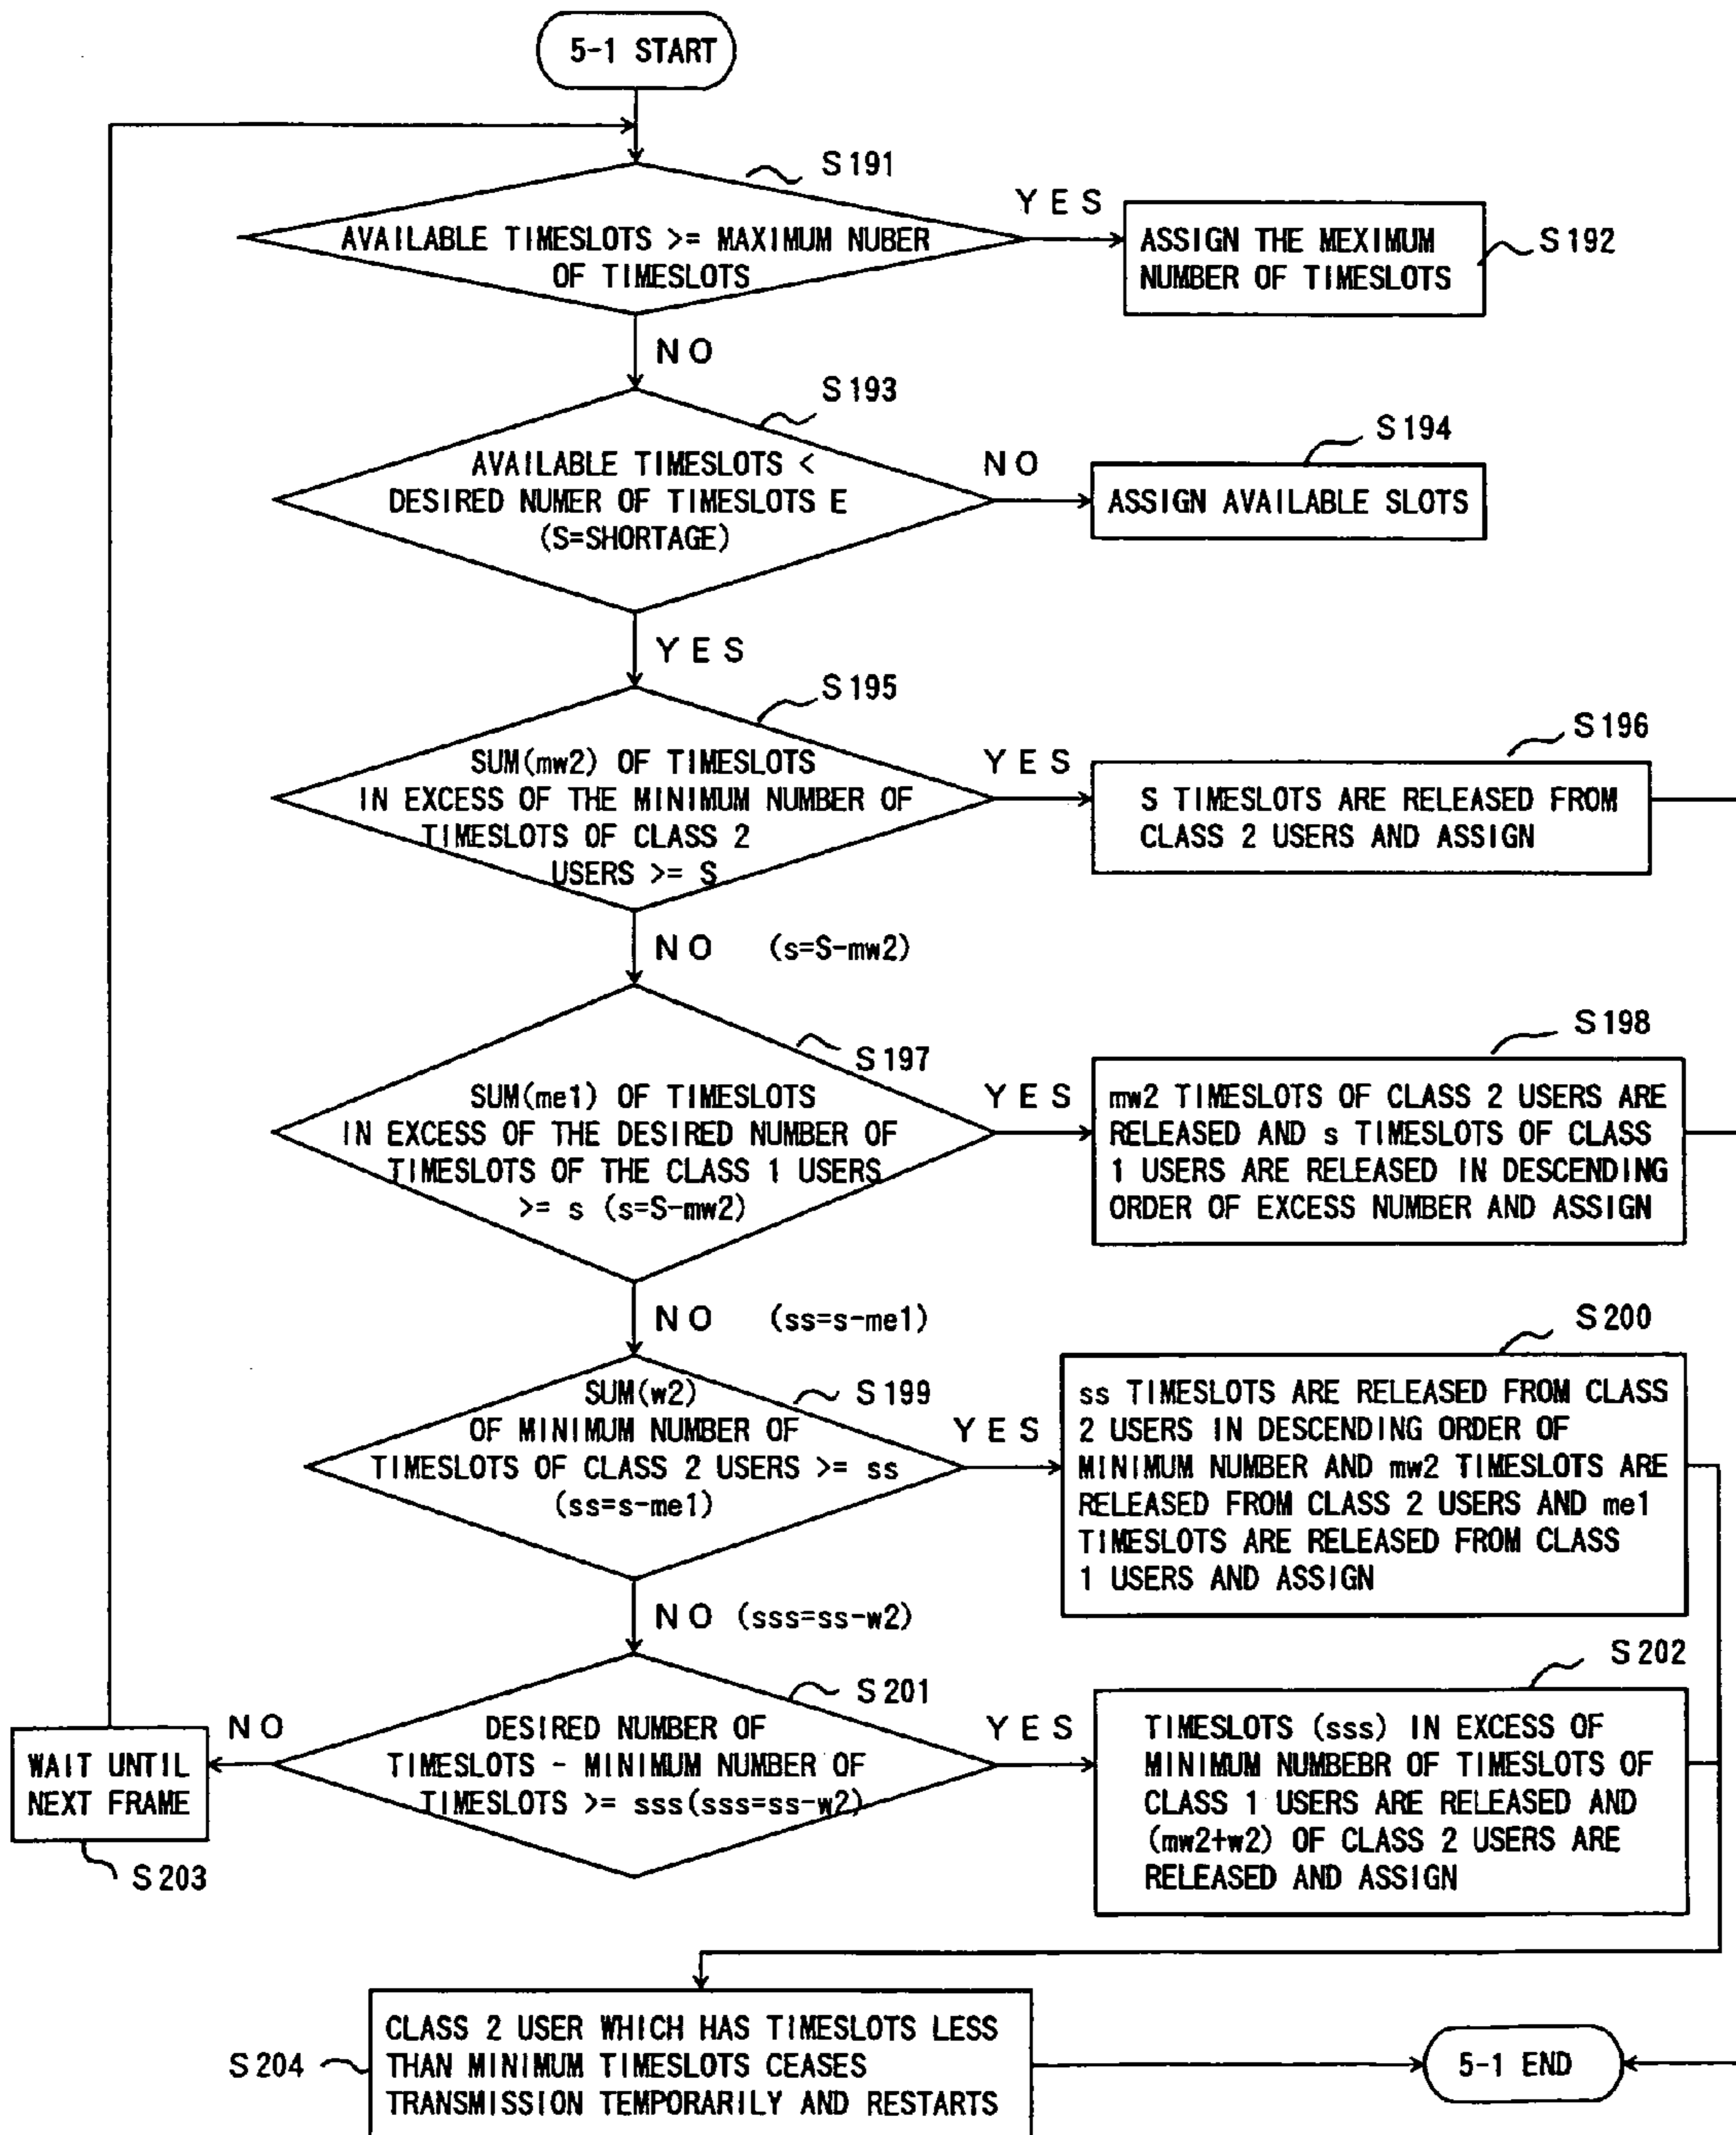 5-1 START
S191
YES
AVAILABLE TIMESLOTS >= MAXIMUM NUBER
OF TIMESLOTS
ASSIGN THE MEXIMUM
NUMBER OF TIMESLOTS
S192
NO
S193
AVAILABLE TIMESLOTS <
DESIRED NUMER OF TIMESLOTS E
(S=SHORTAGE)
NO
S194
ASSIGN AVAILABLE SLOTS
YES
S195
SUM(mw2) OF TIMESLOTS
IN EXCESS OF THE MINIMUM NUMBER OF
TIMESLOTS OF CLASS 2
USERS >= S
YES
S196
S TIMESLOTS ARE RELEASED FROM
CLASS 2 USERS AND ASSIGN
NO (s=S-mw2)
S197
SUM(me1) OF TIMESLOTS
IN EXCESS OF THE DESIRED NUMBER OF
TIMESLOTS OF THE CLASS 1 USERS
>= s (s=S-mw2)
YES
S198
mw2 TIMESLOTS OF CLASS 2 USERS ARE
RELEASED AND s TIMESLOTS OF CLASS
1 USERS ARE RELEASED IN DESCENDING
ORDER OF EXCESS NUMBER AND ASSIGN
NO (ss=s-me1)
S199
SUM(w2)
OF MINIMUM NUMBER OF
TIMESLOTS OF CLASS 2 USERS >= ss
(ss=s-me1)
YES
S200
ss TIMESLOTS ARE RELEASED FROM CLASS
2 USERS IN DESCENDING ORDER OF
MINIMUM NUMBER AND mw2 TIMESLOTS ARE
RELEASED FROM CLASS 2 USERS AND me1
TIMESLOTS ARE RELEASED FROM CLASS
1 USERS AND ASSIGN
NO (sss=ss-w2)
S201
DESIRED NUMBER OF
TIMESLOTS - MINIMUM NUMBER OF
TIMESLOTS >= sss(sss=ss-w2)
YES
S202
TIMESLOTS (sss) IN EXCESS OF
MINIMUM NUMBEBR OF TIMESLOTS OF
CLASS 1 USERS ARE RELEASED AND
(mw2+w2) OF CLASS 2 USERS ARE
RELEASED AND ASSIGN
NO
WAIT UNTIL
NEXT FRAME
S203
S204
CLASS 2 USER WHICH HAS TIMESLOTS LESS
THAN MINIMUM TIMESLOTS CEASES
TRANSMISSION TEMPORARILY AND RESTARTS
5-1 END